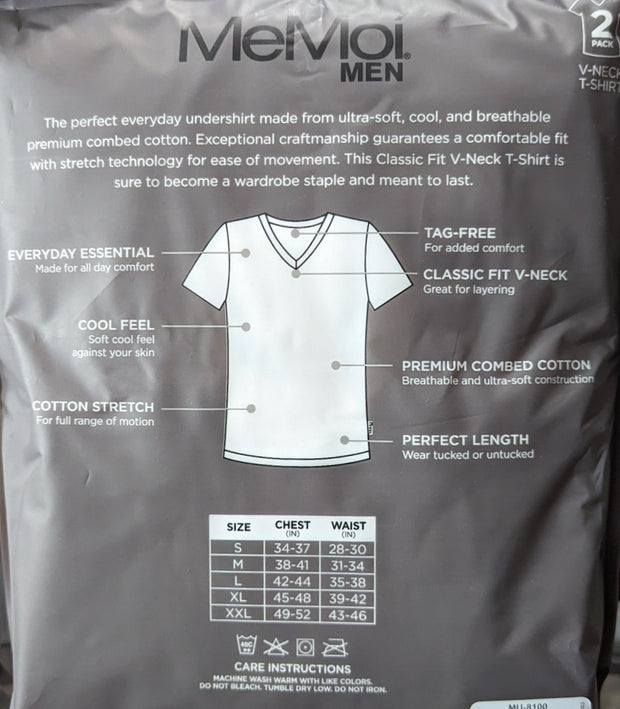 MeMoi®
MEN
2
PACK
V-NECK
T-SHIRT
The perfect everyday undershirt made from ultra-soft, cool, and breathable
premium combed cotton. Exceptional craftmanship guarantees a comfortable fit
with stretch technology for ease of movement. This Classic Fit V-Neck T-Shirt is
sure to become a wardrobe staple and meant to last.
TAG-FREE
For added comfort
EVERYDAY ESSENTIAL
Made for all day comfort
CLASSIC FIT V-NECK
Great for layering
COOL FEEL
Soft cool feel
against your skin
PREMIUM COMBED COTTON
Breathable and ultra-soft construction
COTTON STRETCH
For full range of motion
PERFECT LENGTH
Wear tucked or untucked
SIZE CHEST WAIST
(IN) (IN)
S 34-37 28-30
M 38-41 31-34
L 42-44 35-38
XL 45-48 39-42
XXL 49-52 43-46
40C
CARE INSTRUCTIONS
MACHINE WASH WARM WITH LIKE COLORS.
DO NOT BLEACH. TUMBLE DRY LOW. DO NOT IRON.
MU-8100